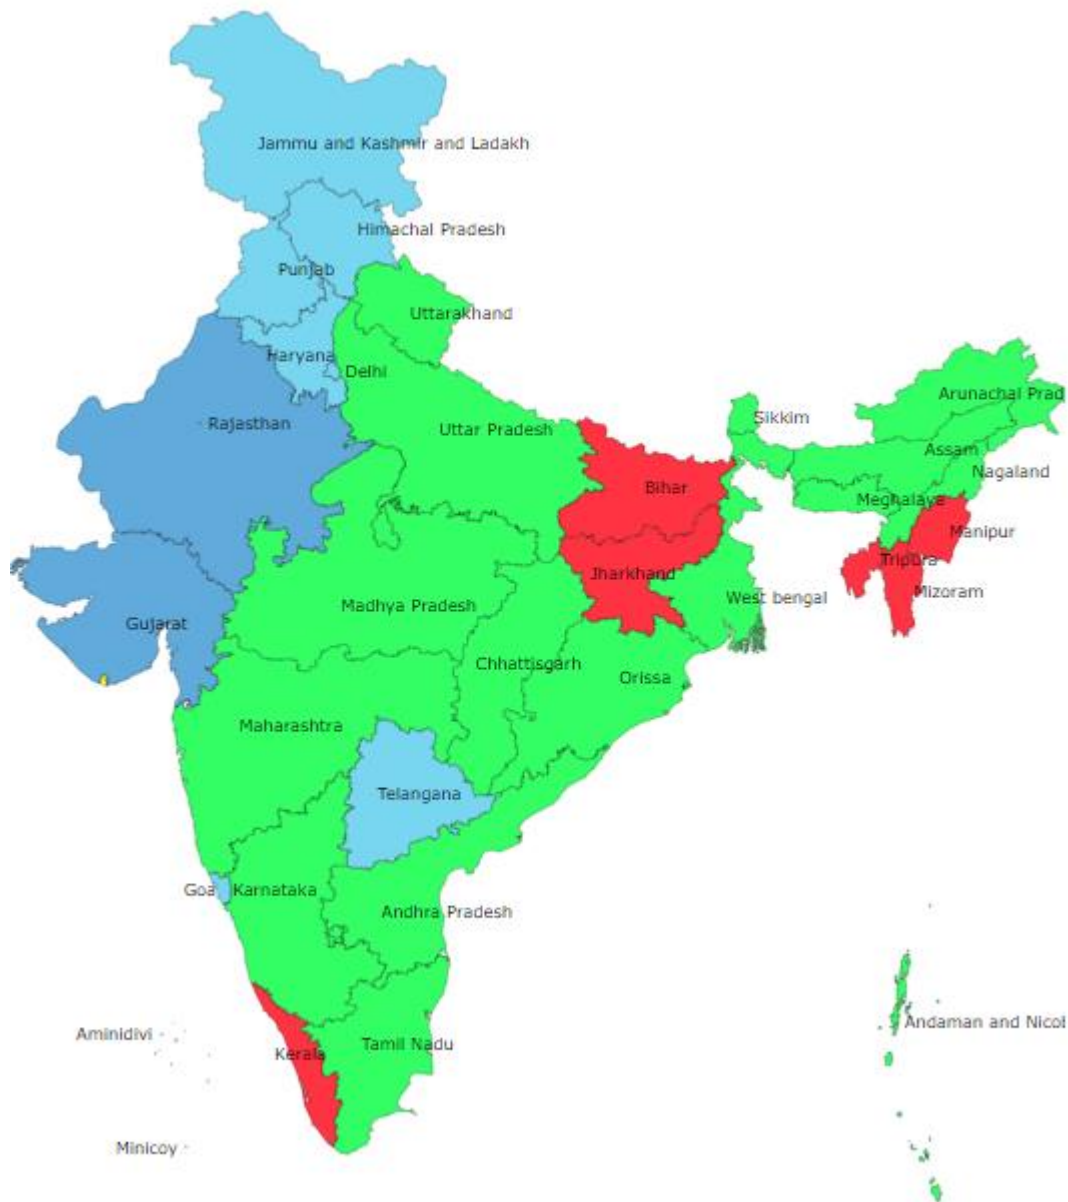 Jammu and Kashmir and Ladakh
Himachal Pradesh
Punjab
Uttarakhand
Haryana
Delhi
Arunachal Prad
Rajasthan
Sikkim
Uttar Pradesh
Assam
Nagaland
Bihar
Meghalaya
Manipur
Tripura
Jharkhand
Mizoram
Madhya Pradesh
West bengal
Gujarat
Chhattisgarh
Orissa
Maharashtra
Telangana
Goa
Karnataka
Andhra Pradesh
Andaman and Nicol
Aminidivi
Tamil Nadu
Kerala
Minicoy